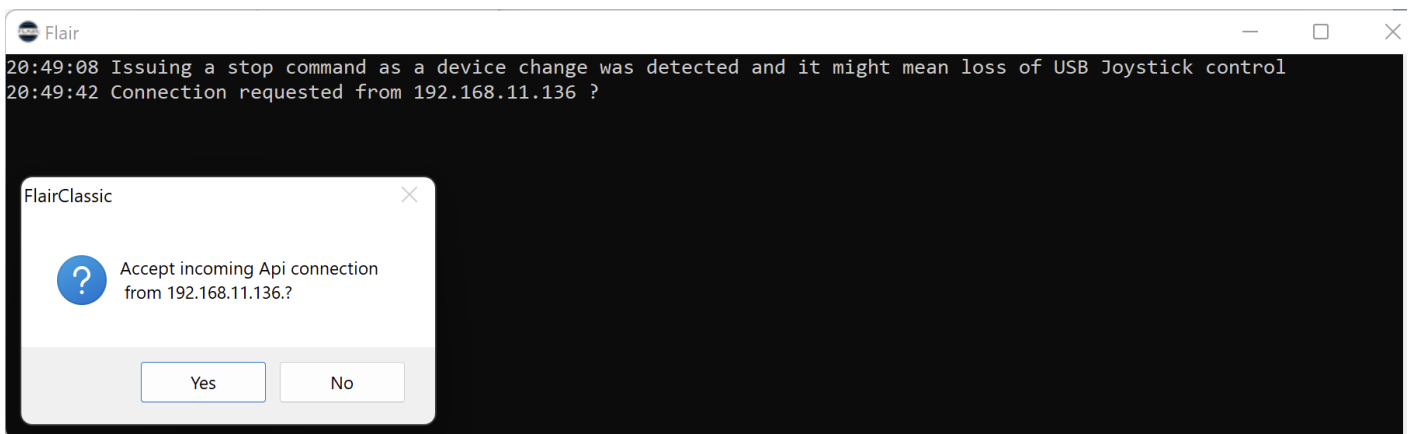 Flair
20:49:08 Issuing a stop command as a device change was detected and it might mean loss of USB Joystick control
20:49:42 Connection requested from 192.168.11.136 ?
FlairClassic
Accept incoming Api connection
from 192.168.11.136.?
Yes No